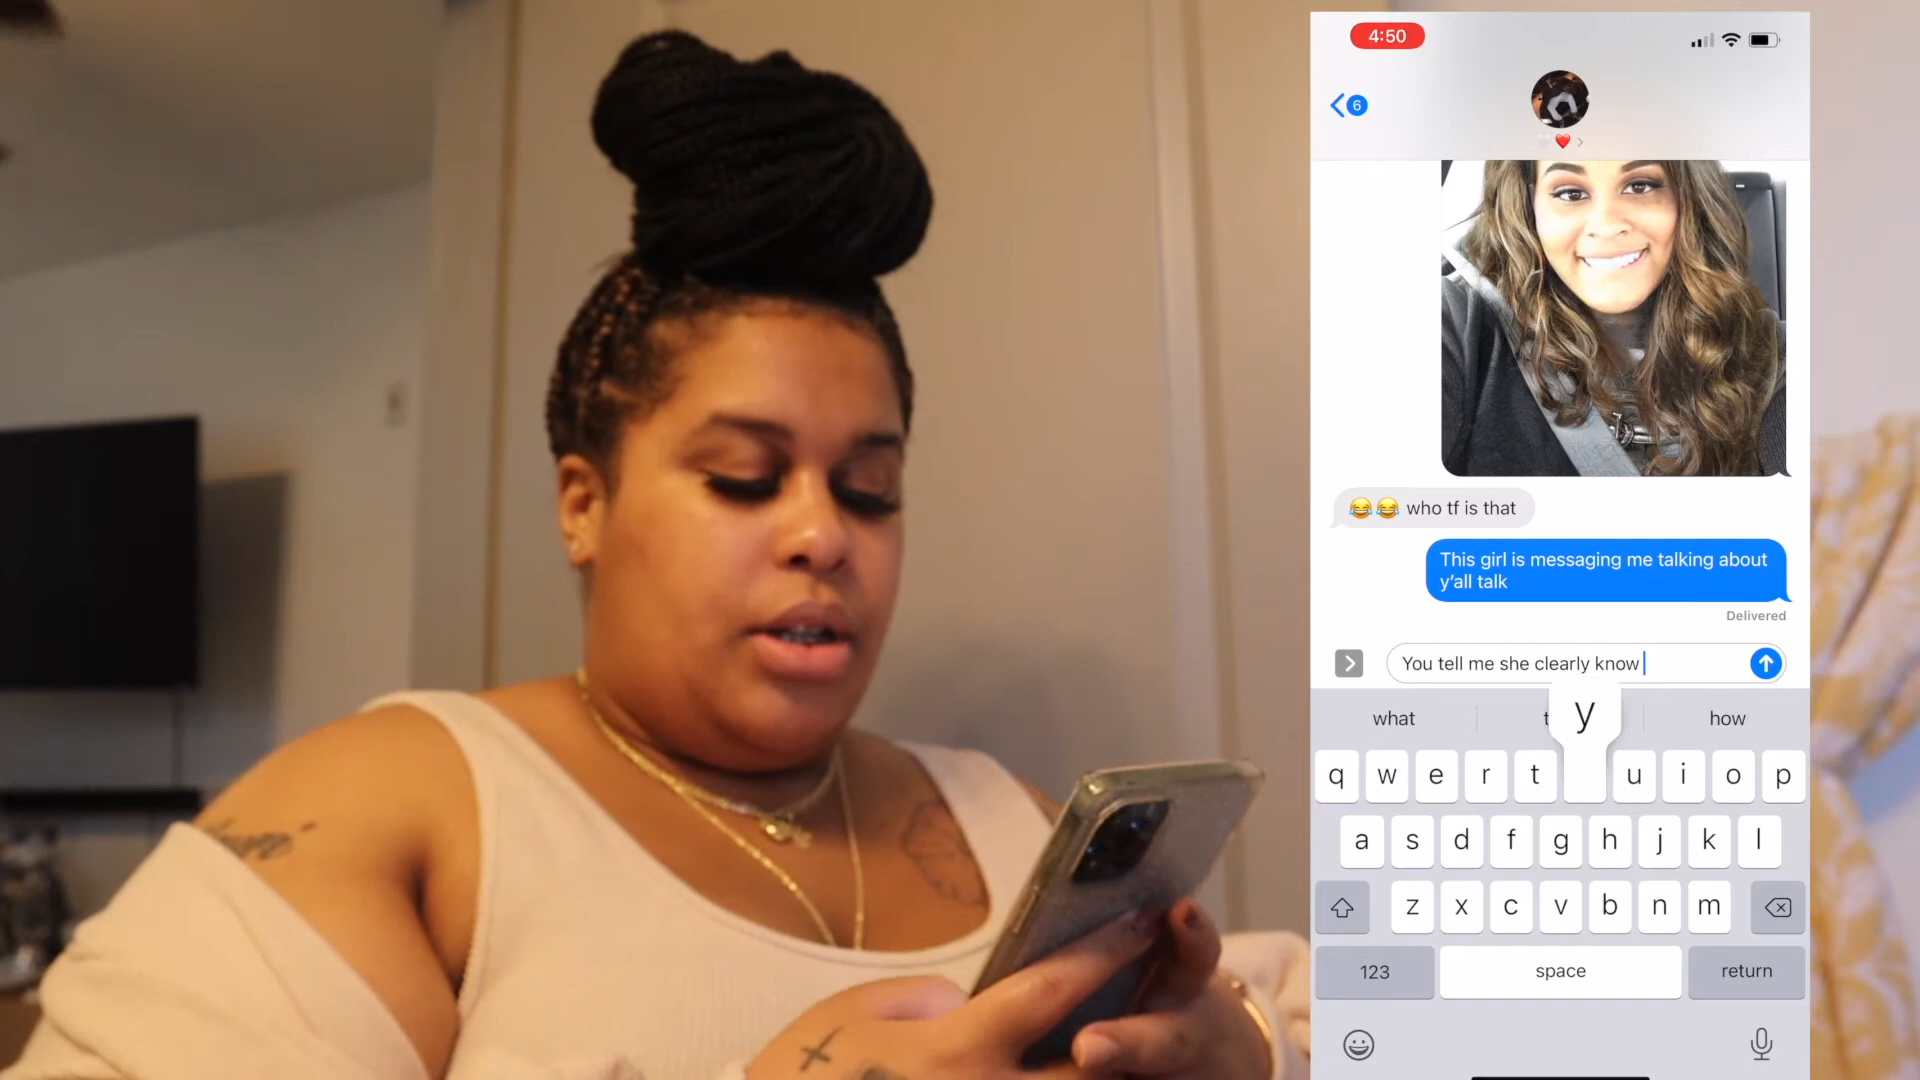 4:50
6
❤️
😂😂 who tf is that
This girl is messaging me talking about
y'all talk
Delivered
You tell me she clearly know
what
how
y
q w e r t u i o p
a s d f g h j k l
z x c v b n m
123 space return